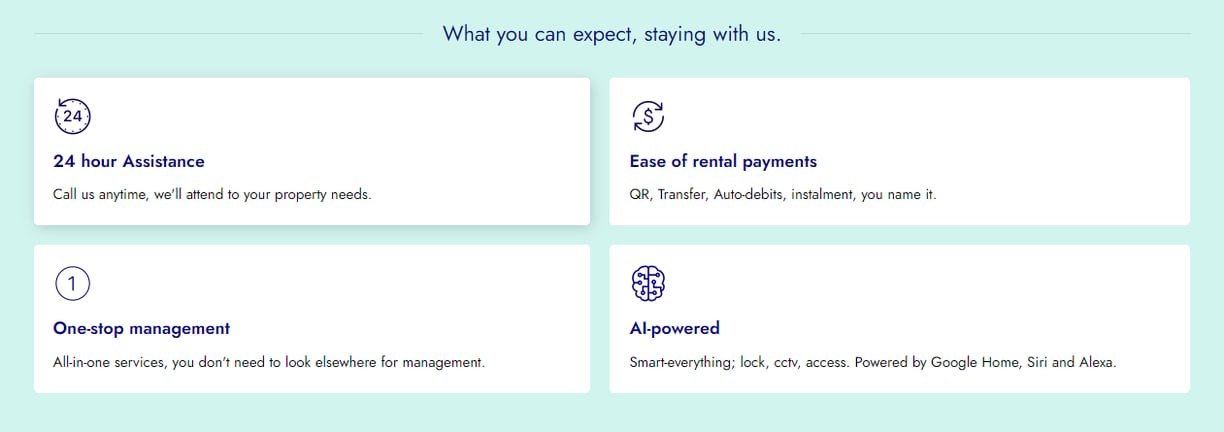 What you can expect, staying with us.
24
24 hour Assistance
Call us anytime, we'll attend to your property needs.
$
Ease of rental payments
QR, Transfer, Auto-debits, instalment, you name it.
1
One-stop management
All-in-one services, you don't need to look elsewhere for management.
AI-powered
Smart-everything; lock, cctv, access. Powered by Google Home, Siri and Alexa.